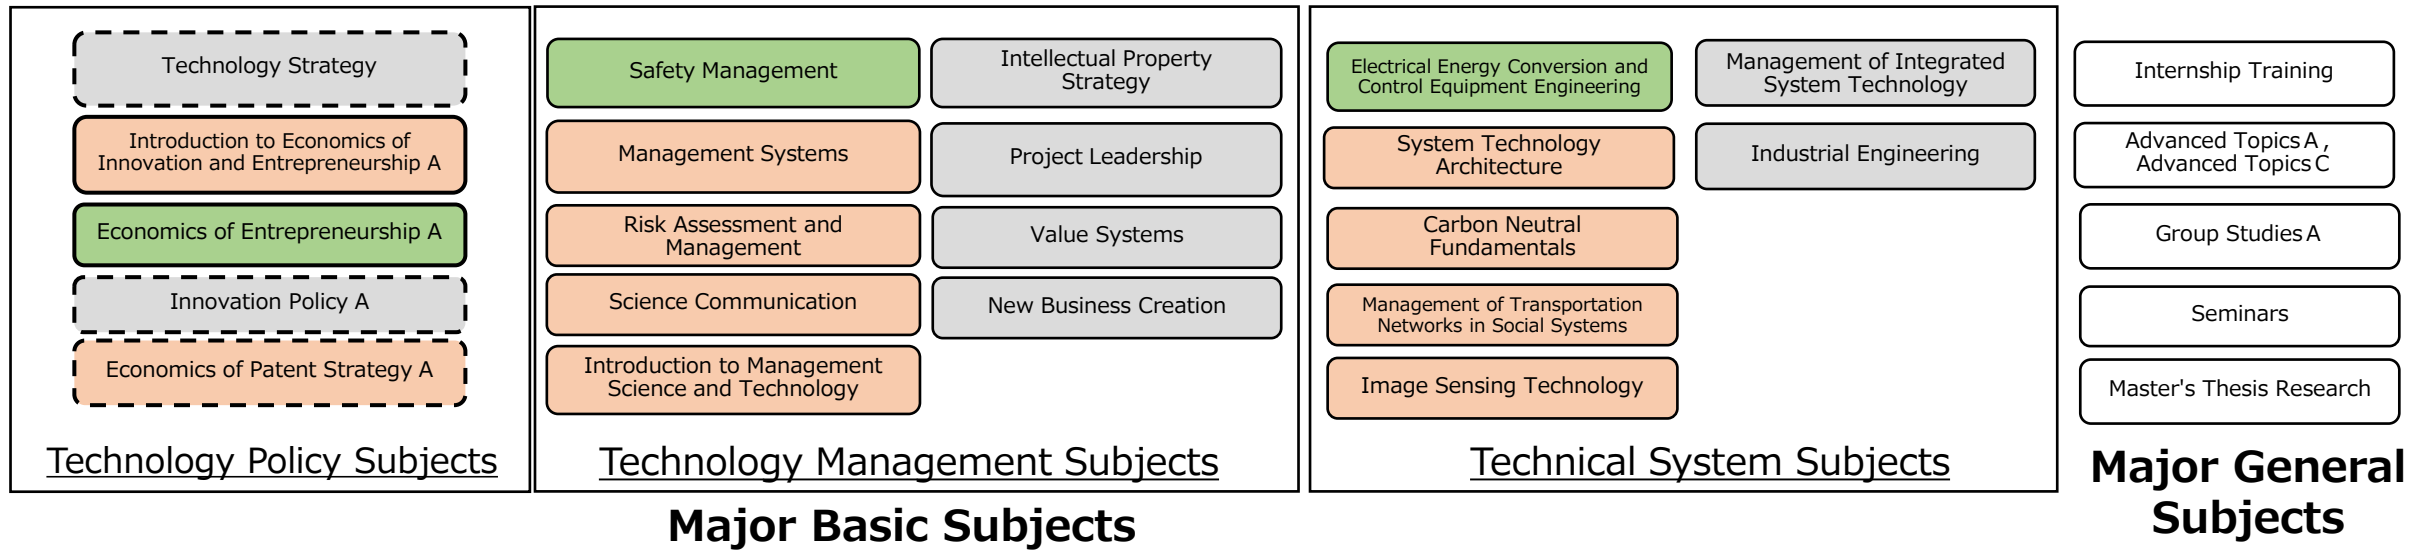 Technology Strategy
Introduction to Economics of
Innovation and Entrepreneurship A
Economics of Entrepreneurship A
Innovation Policy A
Economics of Patent Strategy A
Technology Policy Subjects
Safety Management
Management Systems
Risk Assessment and
Management
Science Communication
Introduction to Management
Science and Technology
Intellectual Property
Strategy
Project Leadership
Value Systems
New Business Creation
Technology Management Subjects
Electrical Energy Conversion and
Control Equipment Engineering
System Technology
Architecture
Carbon Neutral
Fundamentals
Management of Transportation
Networks in Social Systems
Image Sensing Technology
Management of Integrated
System Technology
Industrial Engineering
Technical System Subjects
Major Basic Subjects
Internship Training
Advanced Topics A ,
Advanced Topics C
Group Studies A
Seminars
Master's Thesis Research
Major General
Subjects